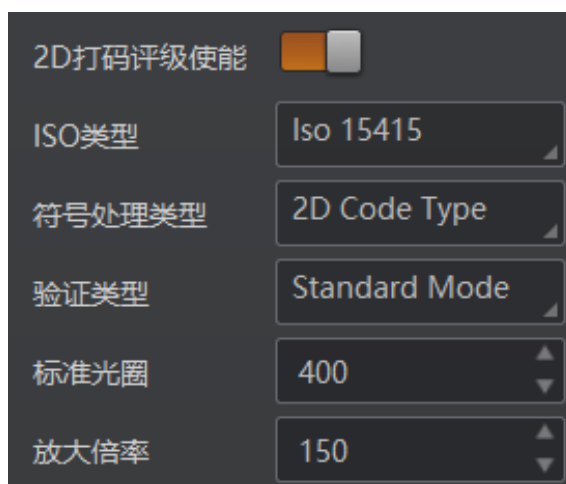 2D打码评级使能
ISO类型 Iso 15415
符号处理类型 2D Code Type
验证类型 Standard Mode
标准光圈 400
放大倍率 150